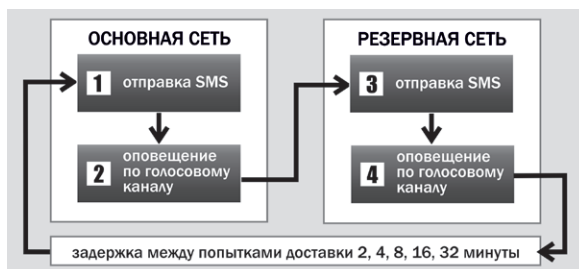 ОСНОВНАЯ СЕТЬ
1 отправка SMS
2 оповещение
по голосовому
каналу
РЕЗЕРВНАЯ СЕТЬ
3 отправка SMS
4 оповещение
по голосовому
каналу
задержка между попытками доставки 2, 4, 8, 16, 32 минуты